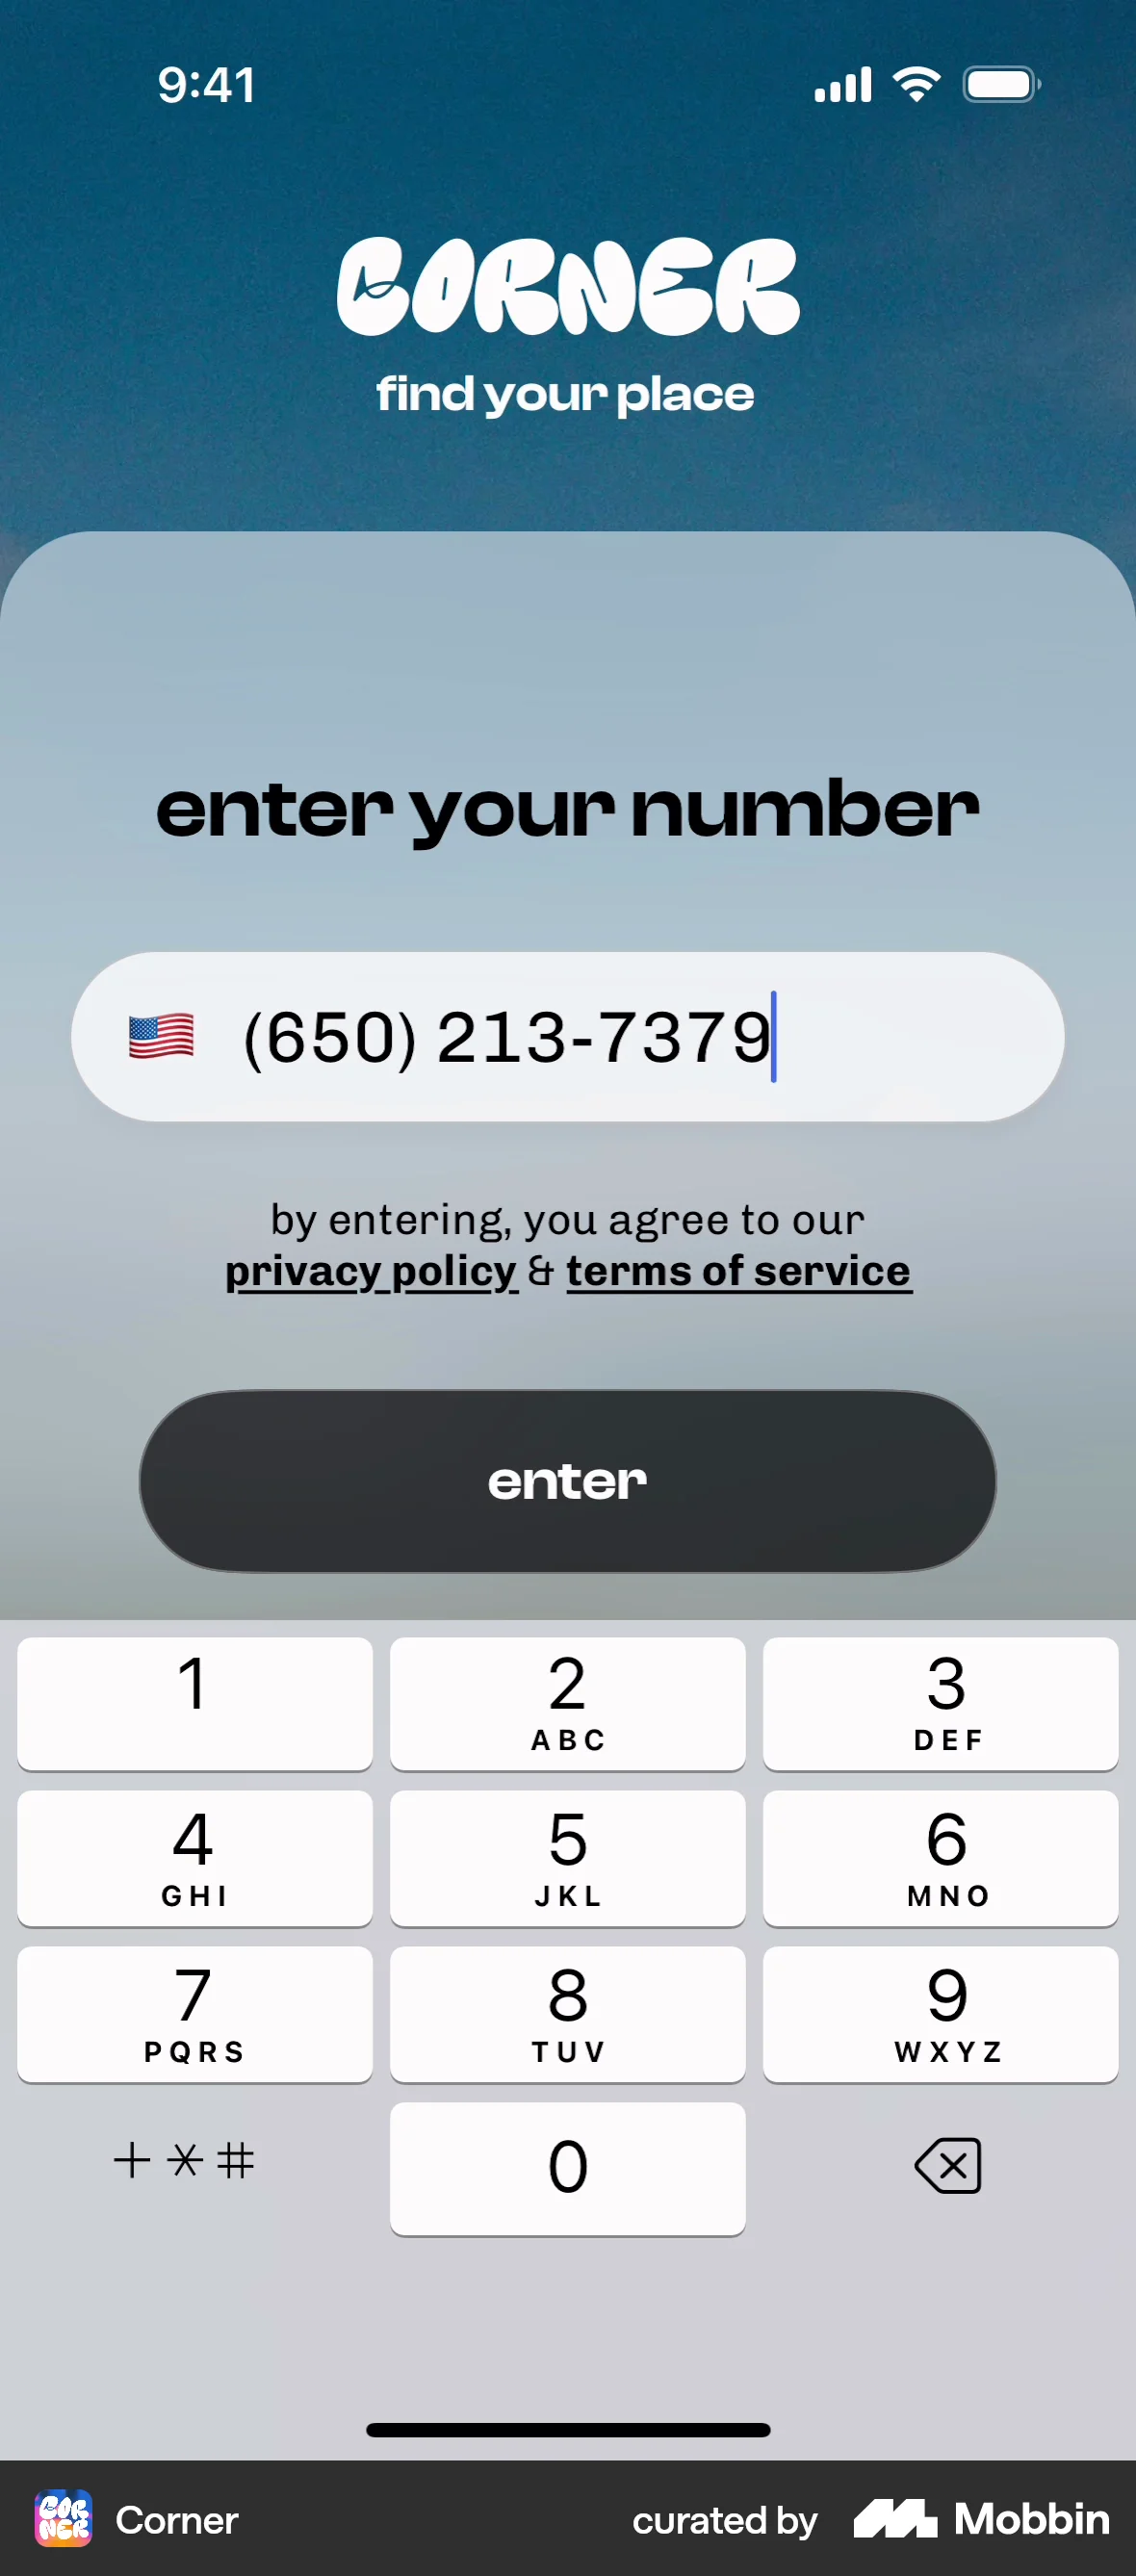 9:41
CORNER
find your place
enter your number
(650) 213-7379
by entering, you agree to our
privacy policy & terms of service
enter
1
2
ABC
3
DEF
4
GHI
5
JKL
6
MNO
7
PQRS
8
TUV
9
WXYZ
+ * #
0
COR
NER
Corner
curated by Mobbin